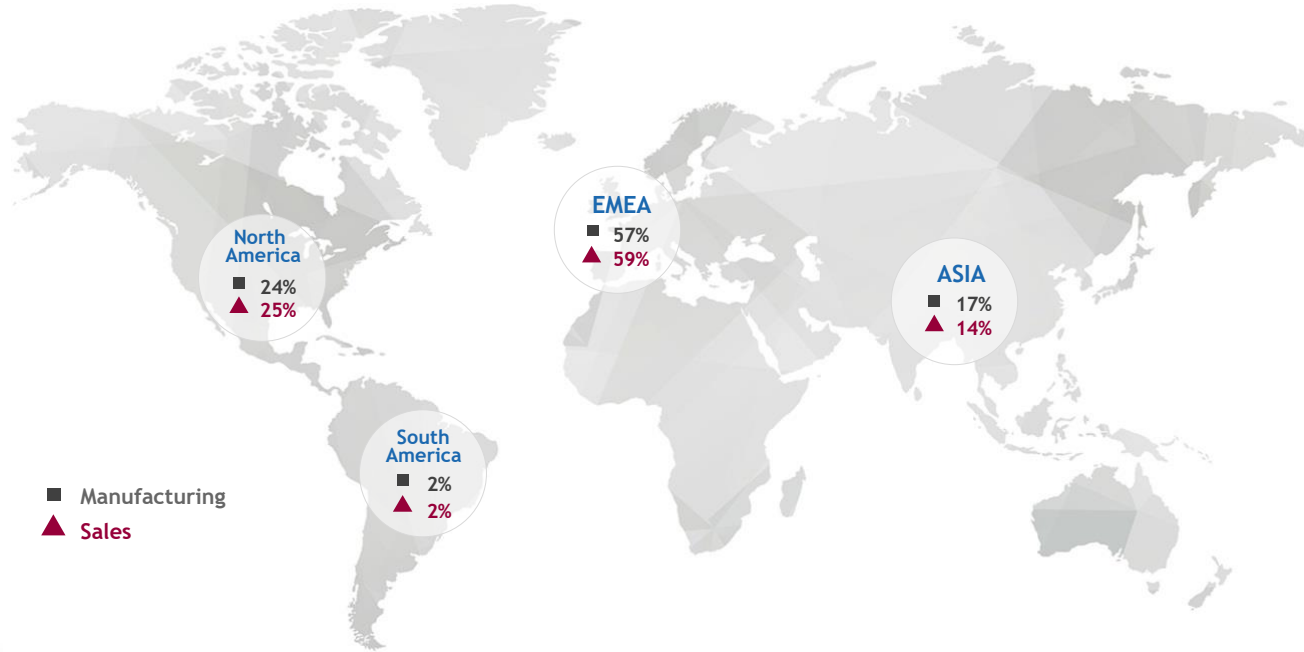 EMEA
57%
59%
North
America
24%
25%
ASIA
17%
14%
South
America
2%
2%
Manufacturing
Sales